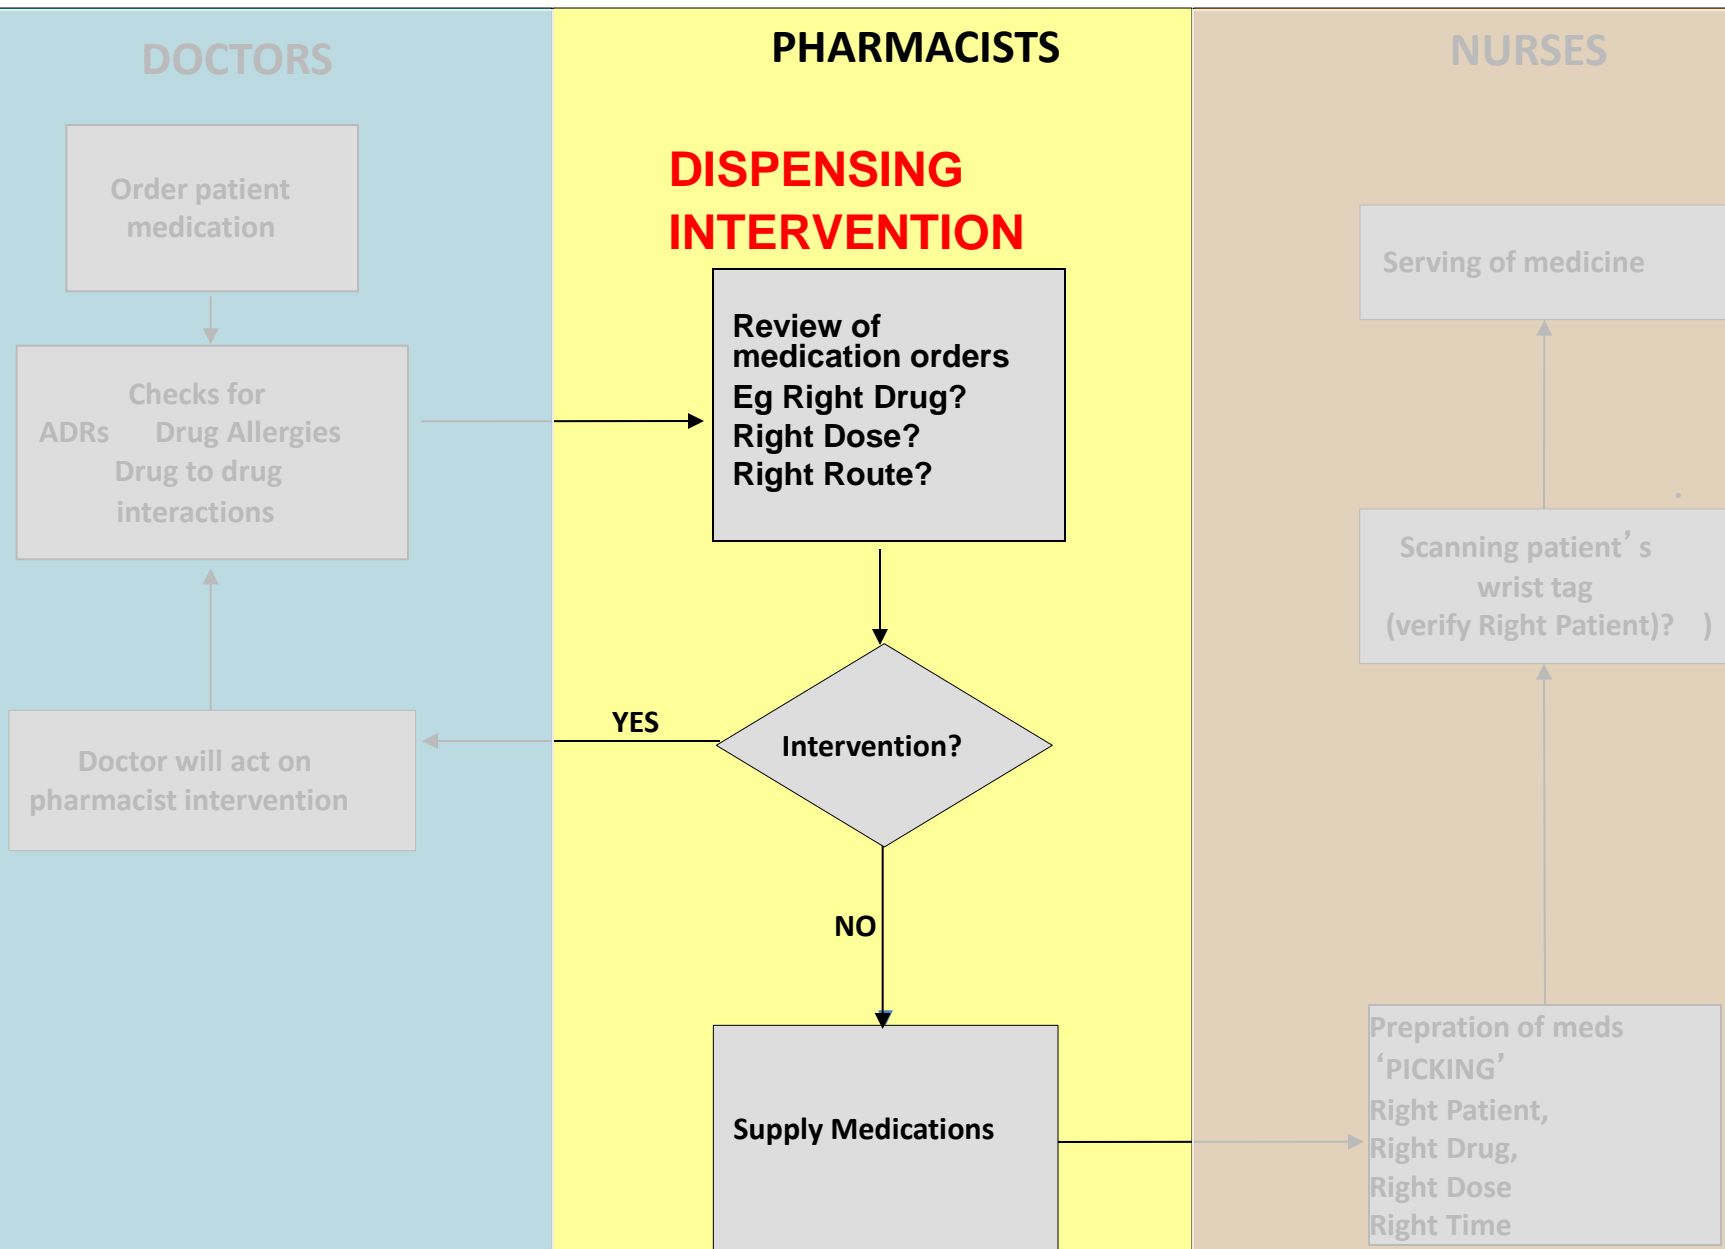 DOCTORS
Order patient
medication
Checks for
ADRs Drug Allergies
Drug to drug
interactions
Doctor will act on
pharmacist intervention
PHARMACISTS
DISPENSING
INTERVENTION
Review of
medication orders
Eg Right Drug?
Right Dose?
Right Route?
Intervention?
YES
NO
Supply Medications
NURSES
Serving of medicine
.
Scanning patient’s
wrist tag
(verify Right Patient)? )
Prepration of meds
‘PICKING’
Right Patient,
Right Drug,
Right Dose
Right Time